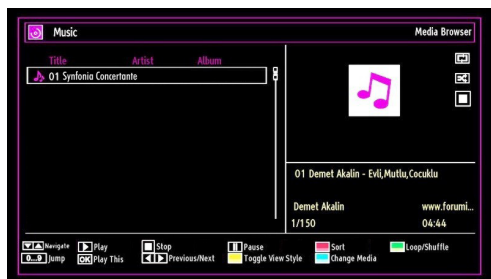 Music
Media Browser
Title Artist Album
01 Synfonia Concertante
01 Demet Akalin - Evli,Mutlu,Cocuklu
Demet Akalin www.forumi...
1/150 04:44
Navigate Play Stop Pause Sort Loop/Shuffle
0...9 Jump OK Play This Previous/Next Toggle View Style Change Media